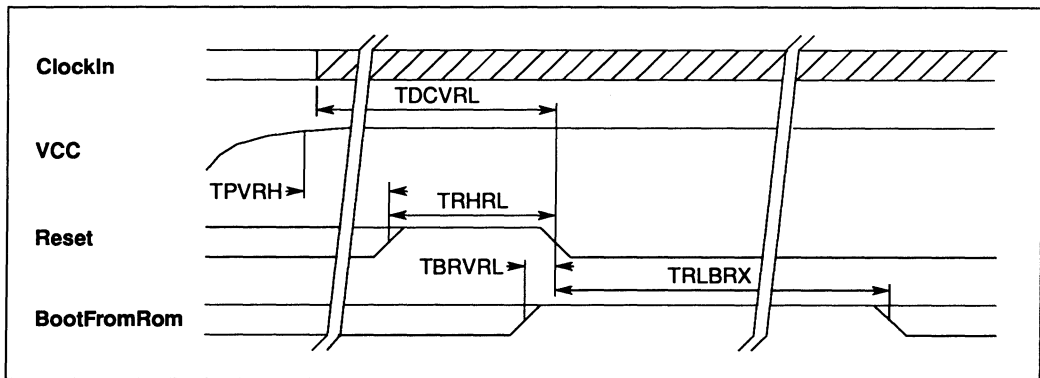 ClockIn
TDCVRL
VCC
TPVRH
TRHRL
Reset
TBRVRL
TRLBRX
BootFromRom